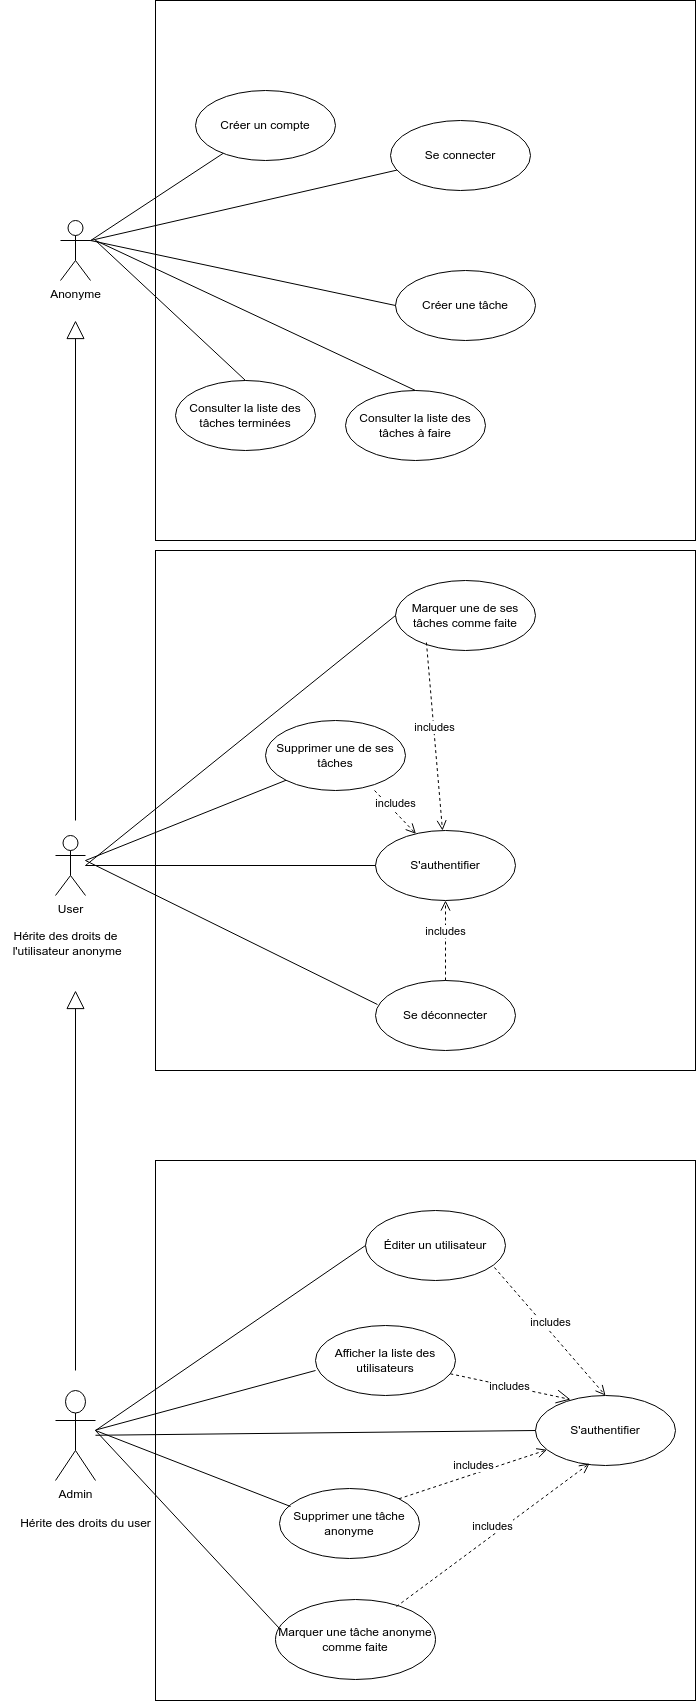 Créer un compte
Se connecter
Anonyme
Créer une tâche
Consulter la liste des
tâches terminées
Consulter la liste des
tâches à faire
Marquer une de ses
tâches comme faite
includes
Supprimer une de ses
tâches
includes
S'authentifier
User
Hérite des droits de
l'utilisateur anonyme
includes
Se déconnecter
Éditer un utilisateur
includes
Afficher la liste des
utilisateurs
includes
S'authentifier
Admin
Hérite des droits du user
includes
Supprimer une tâche
anonyme
includes
Marquer une tâche anonyme
comme faite